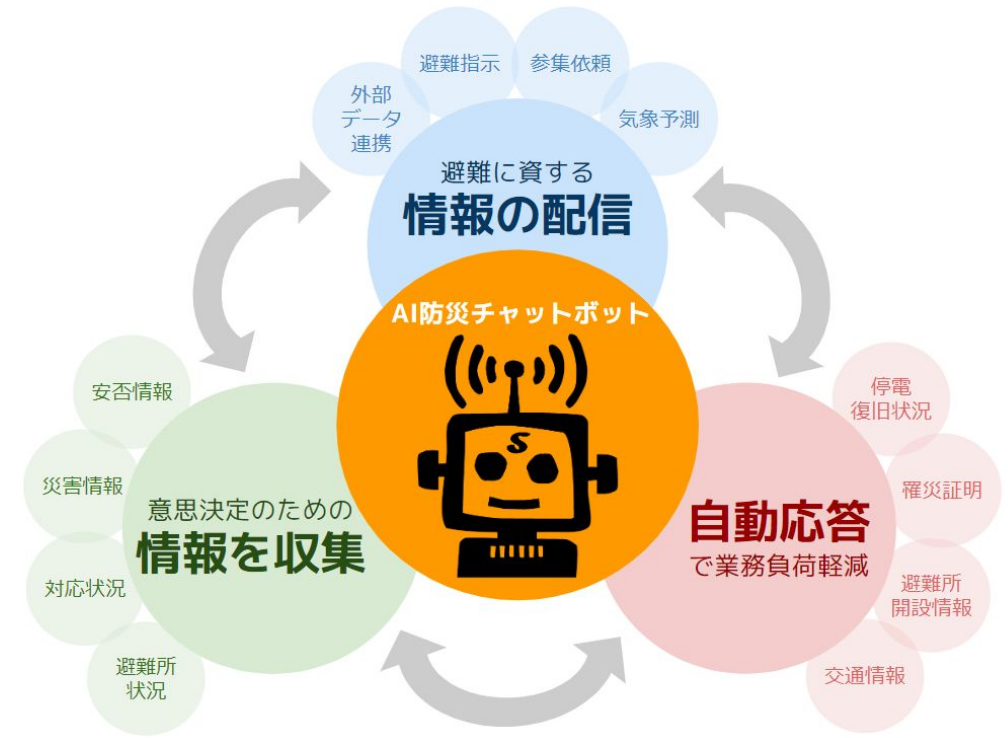 避難指示
参集依頼
外部
データ
連携
気象予測
避難に資する
情報の配信
AI防災チャットボット
S
安否情報
災害情報
対応状況
避難所
状況
意思決定のための
情報を収集
自動応答
で業務負荷軽減
停電
復旧状況
罹災証明
避難所
開設情報
交通情報